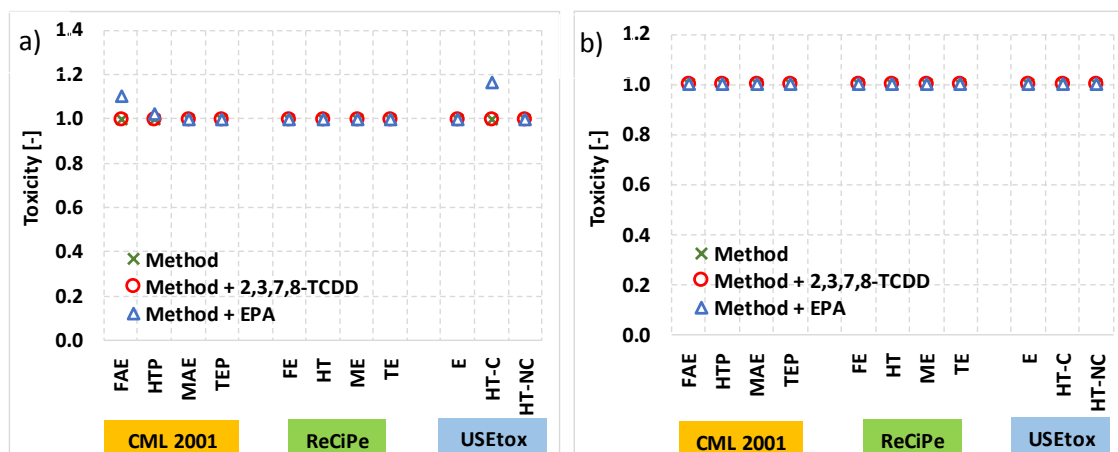 a)
Toxicity [-]
1.4
1.2
1.0
0.8
0.6
0.4
0.2
0.0
Method
Method + 2,3,7,8-TCDD
Method + EPA
FAE
HTP
MAE
TEP
FE
HT
ME
TE
E
HT-C
HT-NC
CML 2001
ReCiPe
USEtox
b)
Toxicity [-]
1.2
1.0
0.8
0.6
0.4
0.2
0.0
Method
Method + 2,3,7,8-TCDD
Method + EPA
FAE
HTP
MAE
TEP
FE
HT
ME
TE
E
HT-C
HT-NC
CML 2001
ReCiPe
USEtox